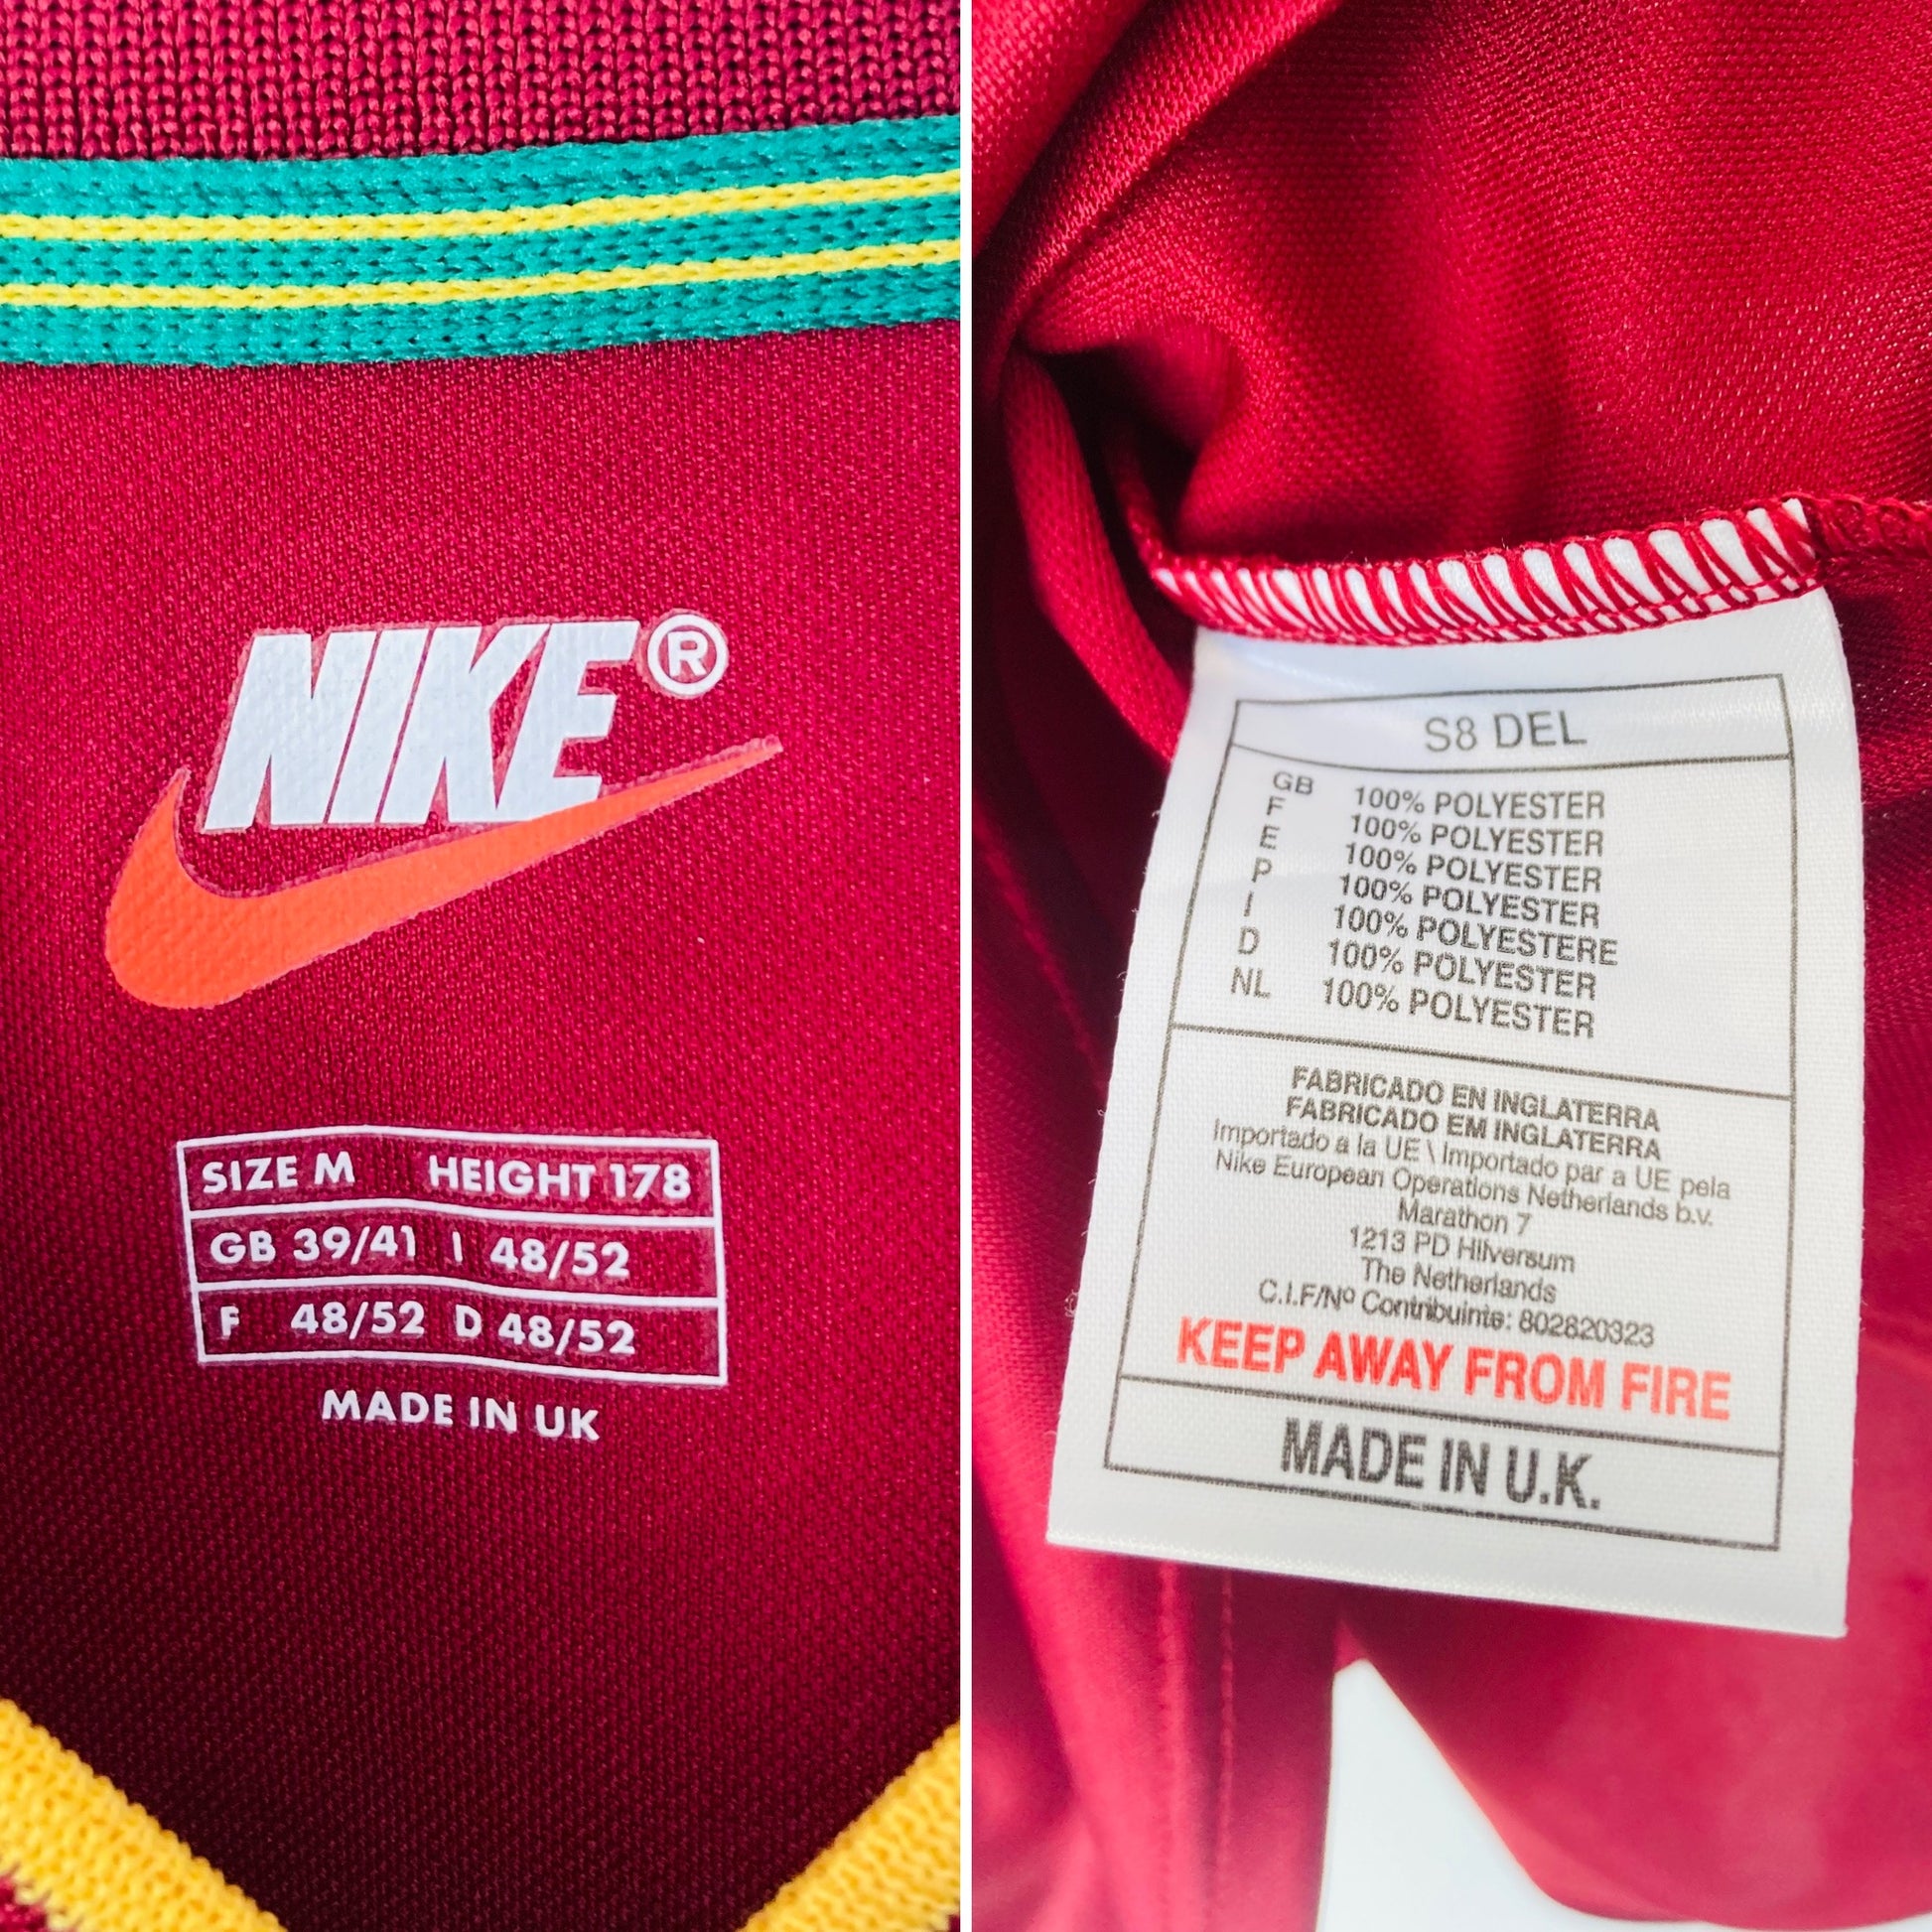 NIKE®
SIZE M HEIGHT 178
GB 39/41 I 48/52
F 48/52 D 48/52
MADE IN UK
S8 DEL
GB 100% POLYESTER
F 100% POLYESTER
E 100% POLYESTER
P 100% POLYESTER
I 100% POLYESTERE
D 100% POLYESTER
NL 100% POLYESTER
FABRICADO EN INGLATERRA
FABRICADO EM INGLATERRA
Importado a la UE \ Importado par a UE pela
Nike European Operations Netherlands b.v.
Marathon 7
1213 PD Hilversum
The Netherlands
C.I.F/Nº Contribuinte: 802820323
KEEP AWAY FROM FIRE
MADE IN U.K.